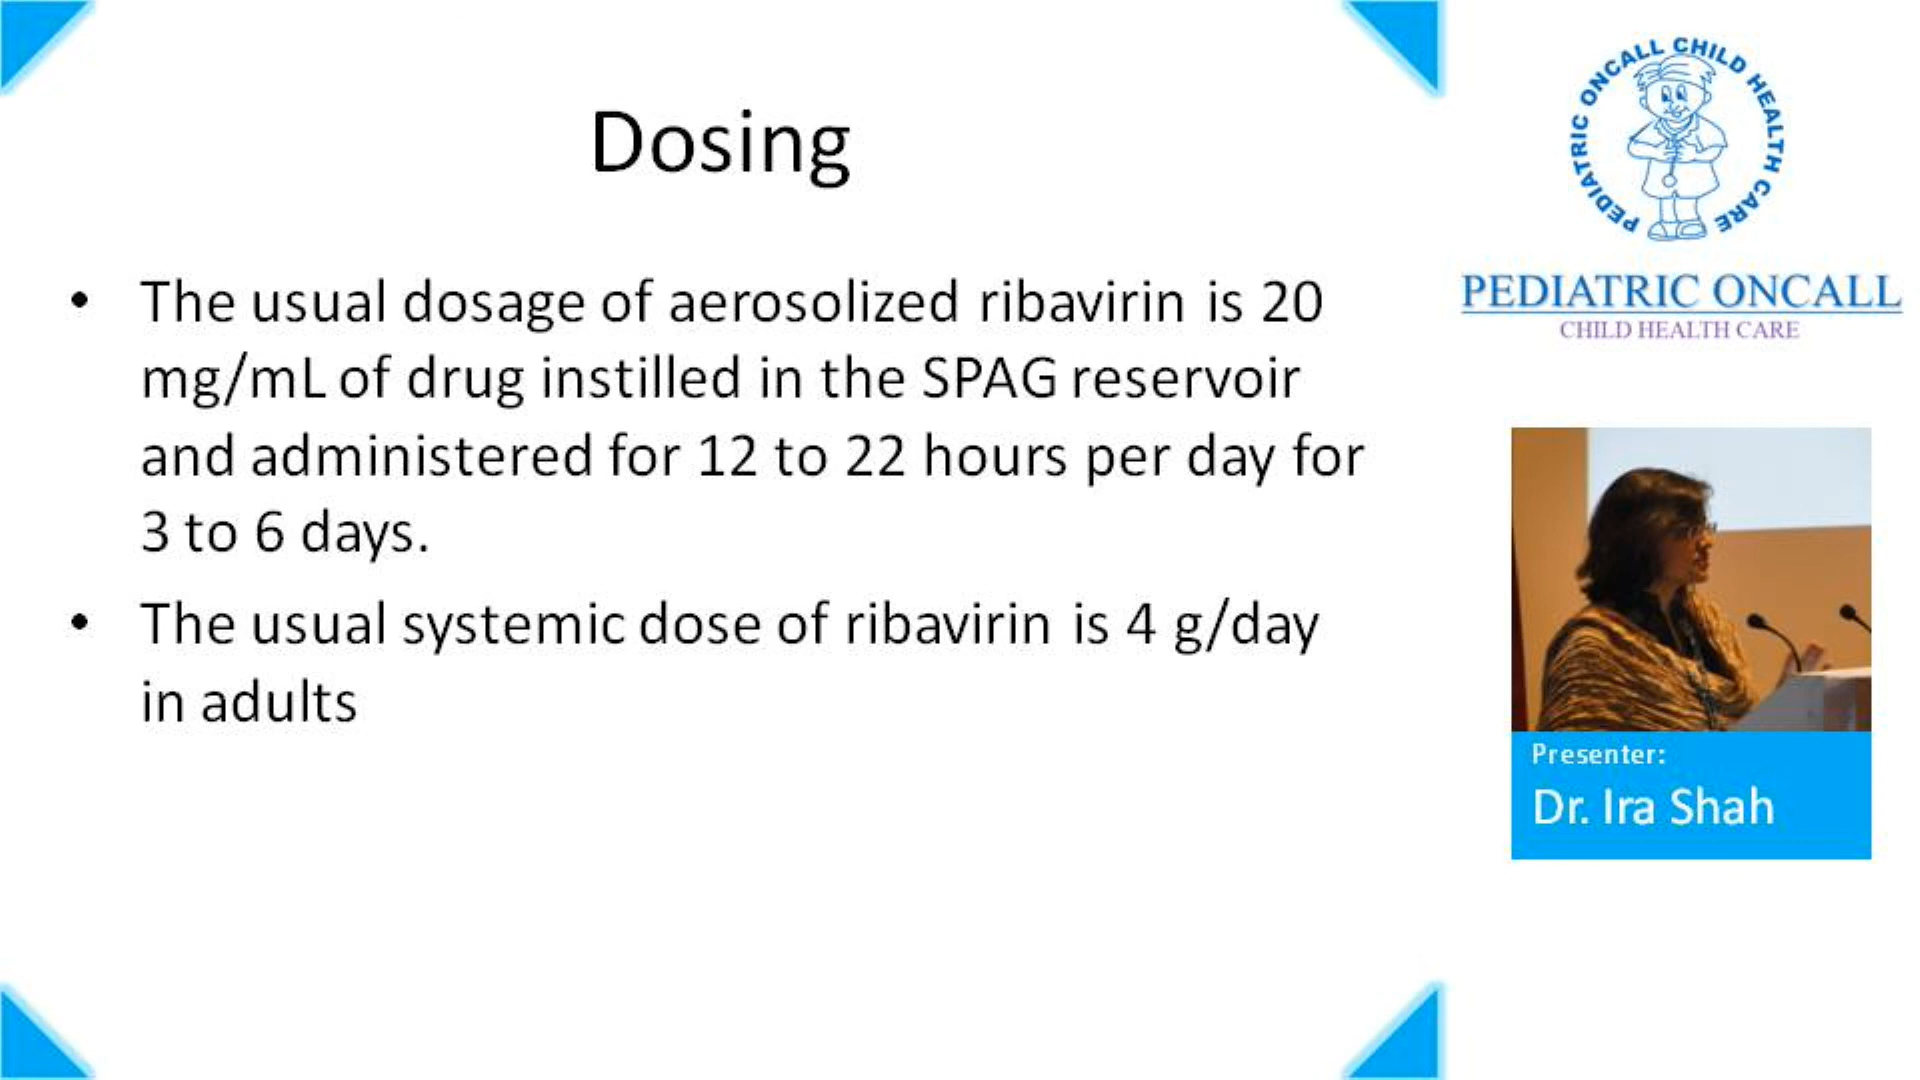 Dosing
• The usual dosage of aerosolized ribavirin is 20
mg/mL of drug instilled in the SPAG reservoir
and administered for 12 to 22 hours per day for
3 to 6 days.
• The usual systemic dose of ribavirin is 4 g/day
in adults
PEDIATRIC ONCALL CHILD HEALTH CARE
PEDIATRIC ONCALL
CHILD HEALTH CARE
Presenter:
Dr. Ira Shah